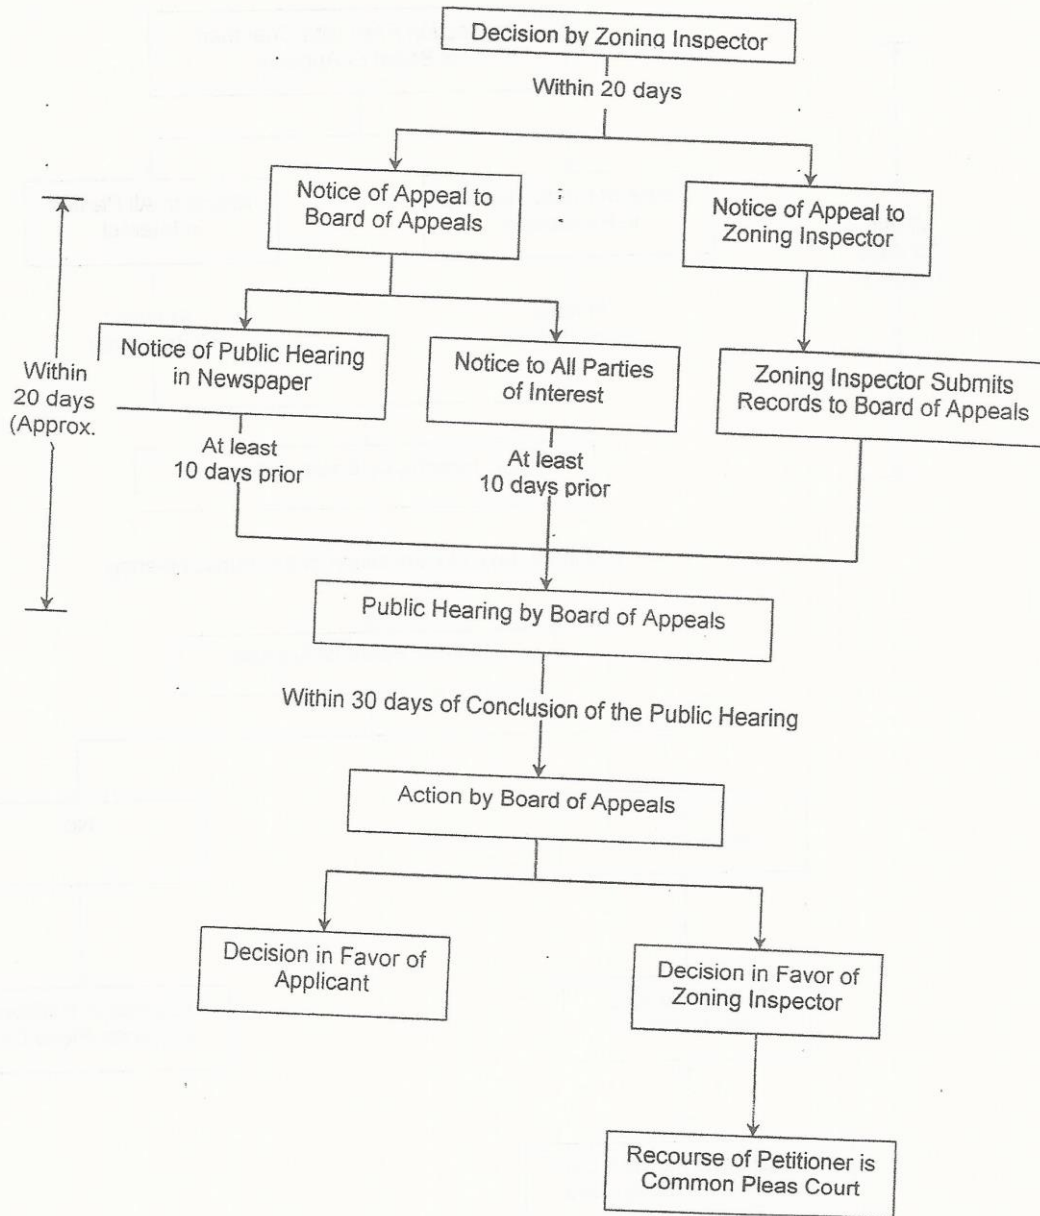 Decision by Zoning Inspector
Within 20 days
Notice of Appeal to
Board of Appeals
Notice of Appeal to
Zoning Inspector
Within
20 days
(Approx.
Notice of Public Hearing
in Newspaper
Notice to All Parties
of Interest
Zoning Inspector Submits
Records to Board of Appeals
At least
10 days prior
At least
10 days prior
Public Hearing by Board of Appeals
Within 30 days of Conclusion of the Public Hearing
Action by Board of Appeals
Decision in Favor of
Applicant
Decision in Favor of
Zoning Inspector
Recourse of Petitioner is
Common Pleas Court